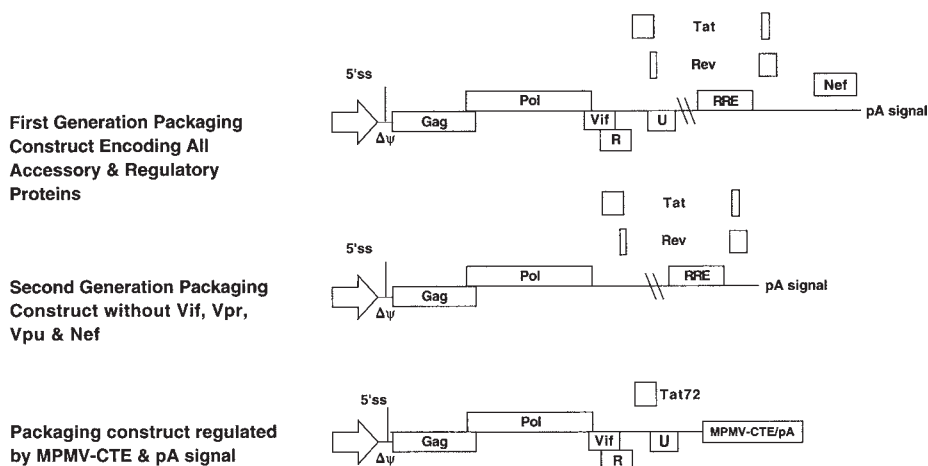 Tat
5'ss
Rev
Nef
Pol
RRE
First Generation Packaging
Construct Encoding All
Accessory & Regulatory
Proteins
Gag
Vif
U
pA signal
Δψ
R
Tat
5'ss
Rev
Pol
RRE
Second Generation Packaging
Construct without Vif, Vpr,
Vpu & Nef
Gag
pA signal
Δψ
5'ss
Tat72
Pol
Packaging construct regulated
by MPMV-CTE & pA signal
Gag
Vif
U
MPMV-CTE/pA
Δψ
R